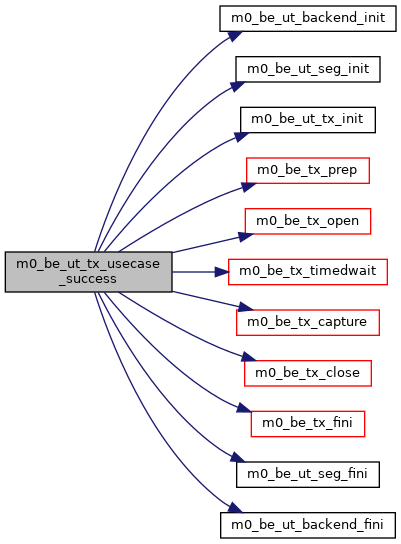 m0_be_ut_tx_usecase
_success
m0_be_ut_backend_init
m0_be_ut_seg_init
m0_be_ut_tx_init
m0_be_tx_prep
m0_be_tx_open
m0_be_tx_timedwait
m0_be_tx_capture
m0_be_tx_close
m0_be_tx_fini
m0_be_ut_seg_fini
m0_be_ut_backend_fini